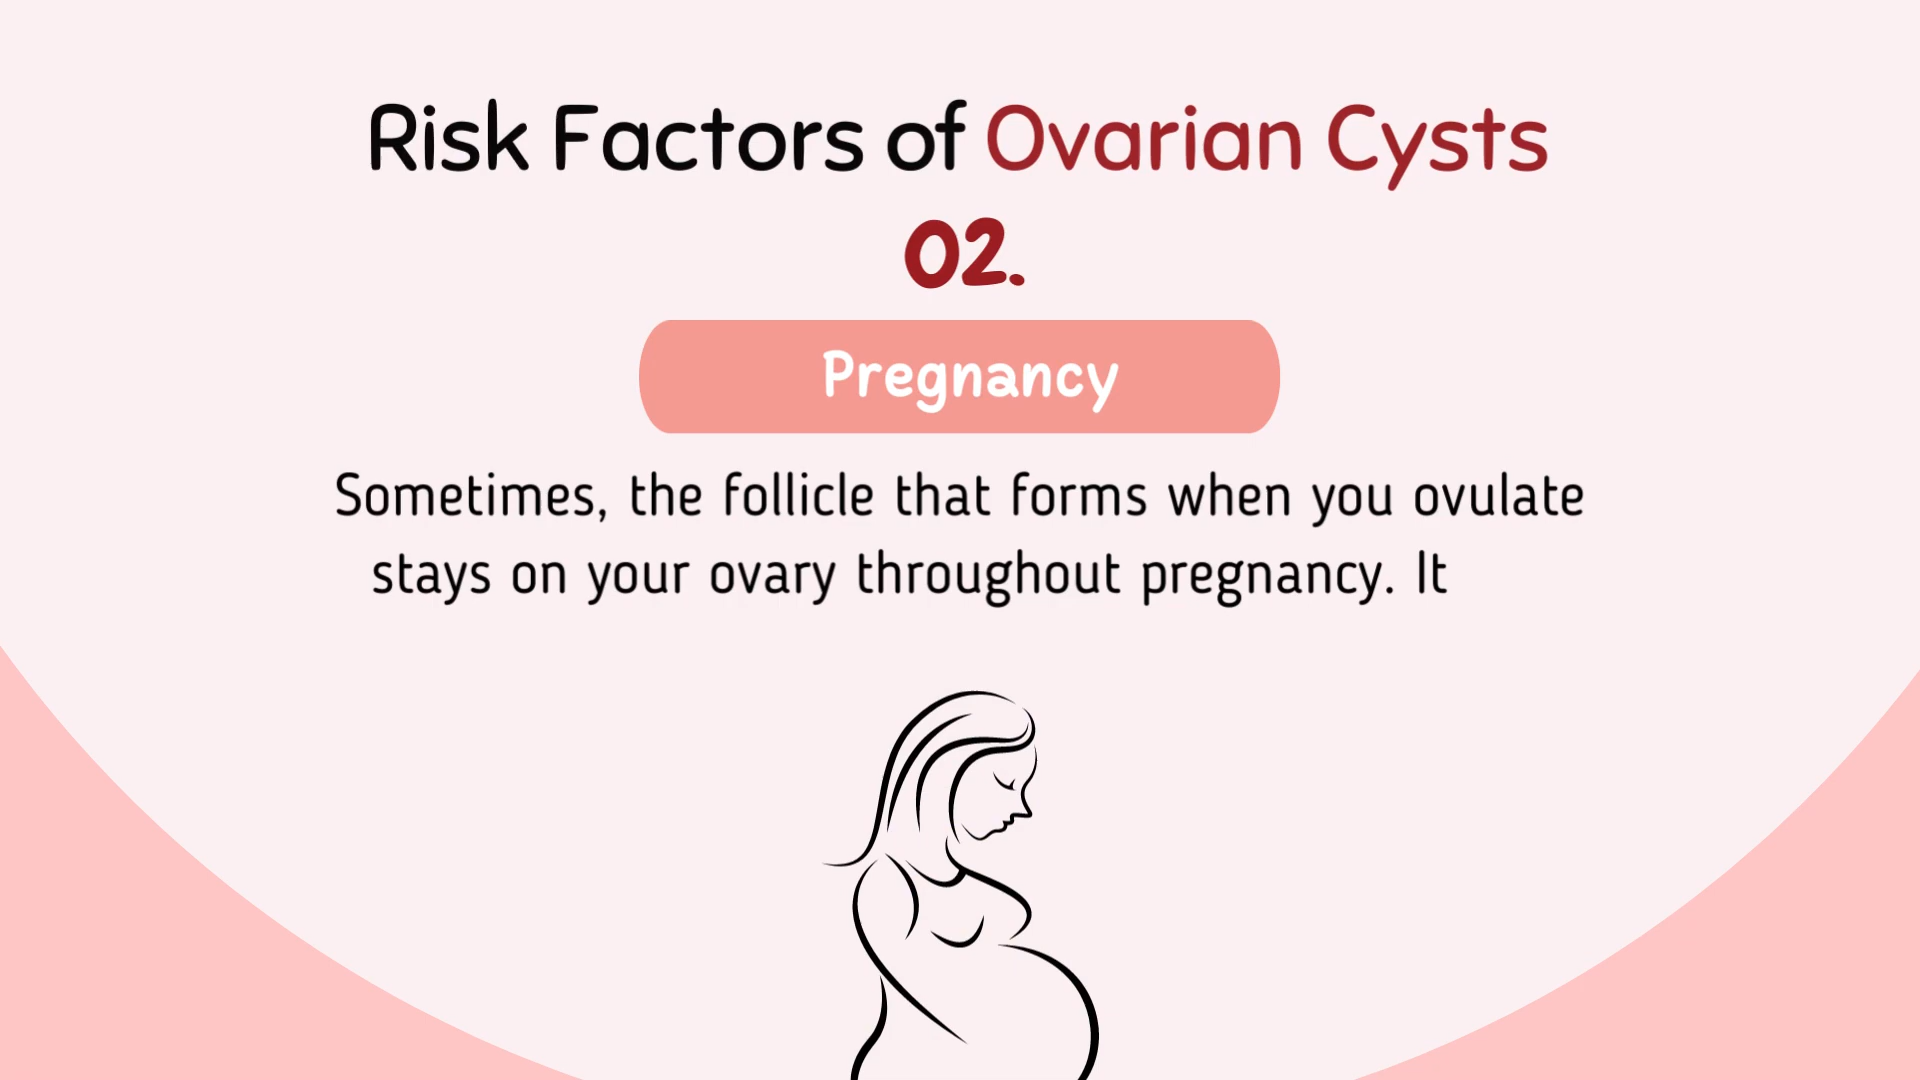 Risk Factors of Ovarian Cysts
02.
Pregnancy
Sometimes, the follicle that forms when you ovulate
stays on your ovary throughout pregnancy. It